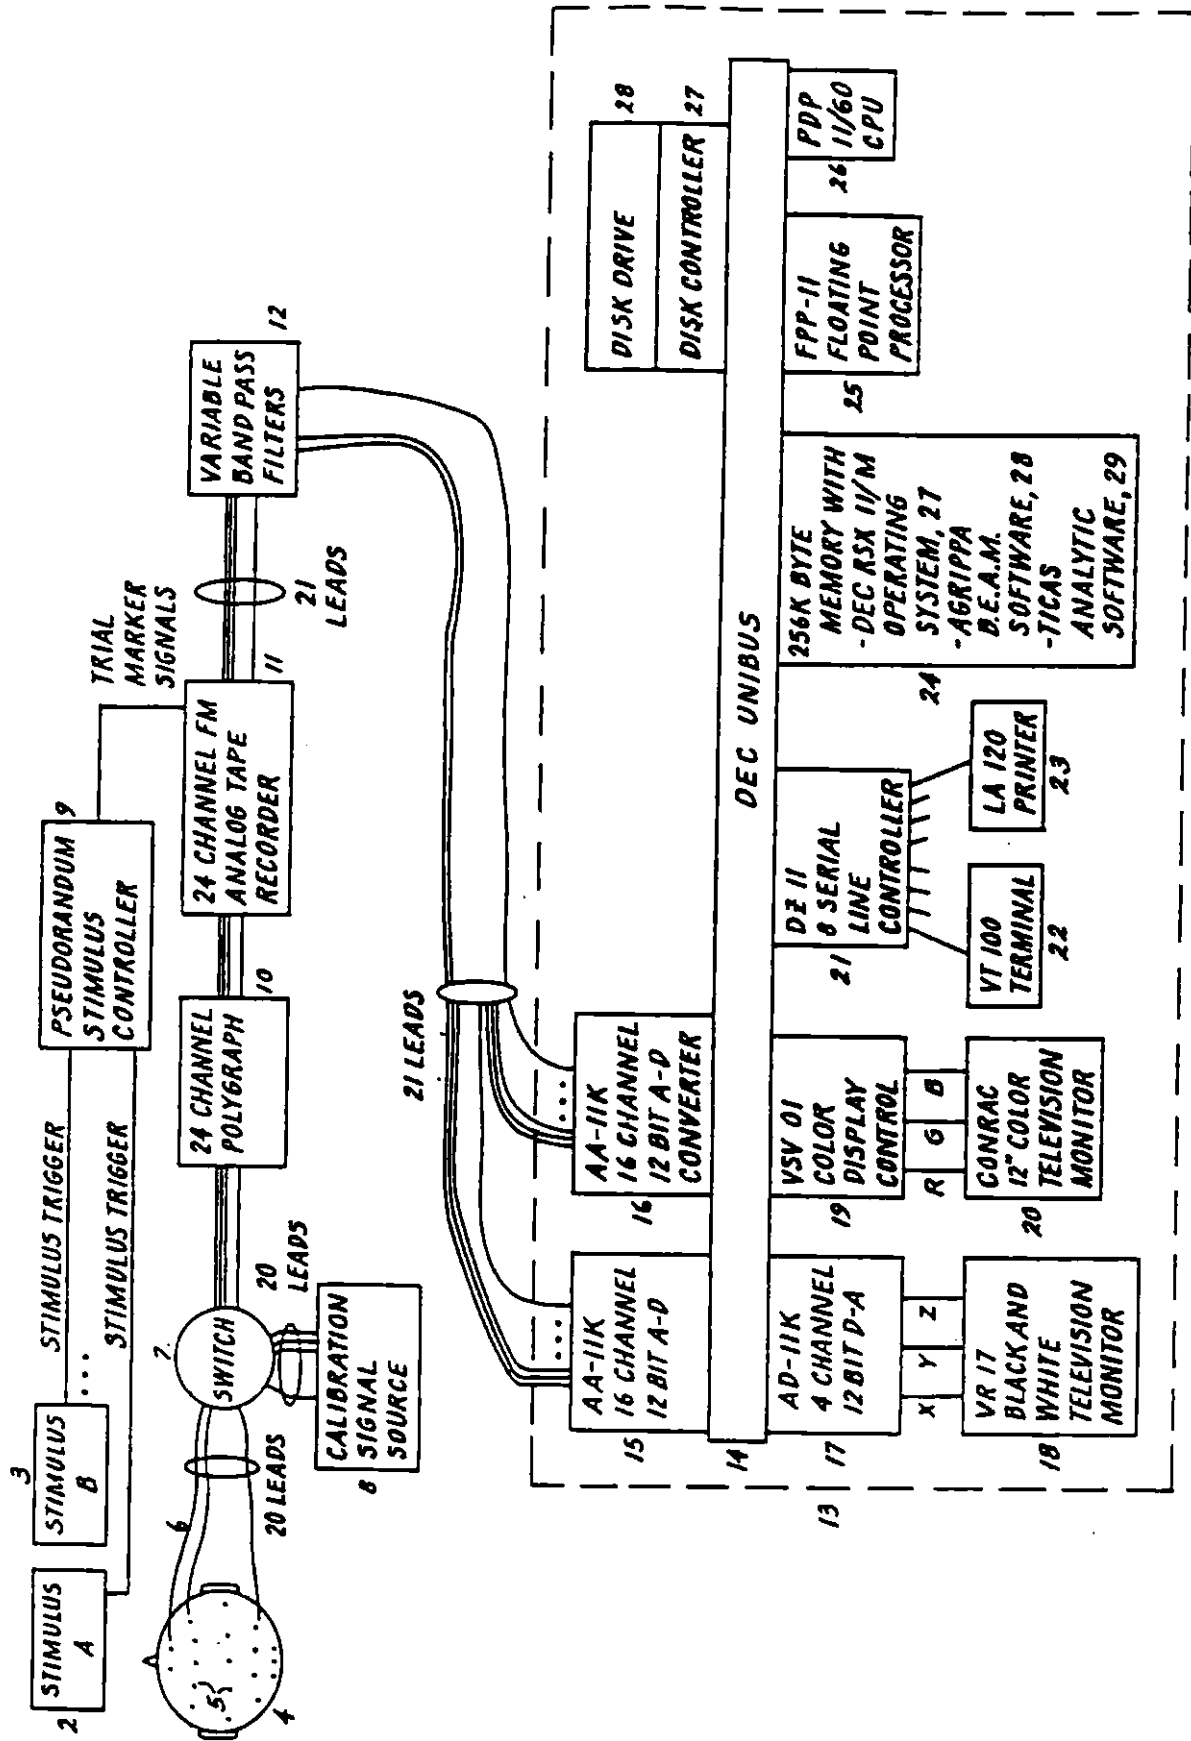 2
STIMULUS
A
3
STIMULUS
B
STIMULUS TRIGGER
...
STIMULUS TRIGGER
PSEUDORANDUM
STIMULUS
CONTROLLER
9
TRIAL
MARKER
SIGNALS
4
5
6
20 LEADS
7.
SWITCH
20
LEADS
CALIBRATION
SIGNAL
SOURCE
8
24 CHANNEL
POLYGRAPH
10
24 CHANNEL FM
ANALOG TAPE
RECORDER
11
21
LEADS
VARIABLE
BAND PASS
FILTERS
12
21 LEADS
13
14
DEC UNIBUS
AA-11K
16 CHANNEL
12 BIT A-D
15
....
AA-11K
16 CHANNEL
12 BIT A-D
CONVERTER
16
...
DISK DRIVE
28
DISK CONTROLLER
27
AD-11K
4 CHANNEL
12 BIT D-A
17
X Y Z
VR 17
BLACK AND
WHITE
TELEVISION
MONITOR
18
VSV 01
COLOR
DISPLAY
CONTROL
19
R G B
CONRAC
12" COLOR
TELEVISION
MONITOR
20
DZ 11
8 SERIAL
LINE
CONTROLLER
21
VT 100
TERMINAL
22
LA 120
PRINTER
23
256K BYTE
MEMORY WITH
-DEC RSX 11/M
OPERATING
SYSTEM, 27
-AGRIPPA
B.E.A.M.
SOFTWARE, 28
-TICAS
ANALYTIC
SOFTWARE, 29
24
FPP-11
FLOATING
POINT
PROCESSOR
25
PDP
11/60
CPU
26